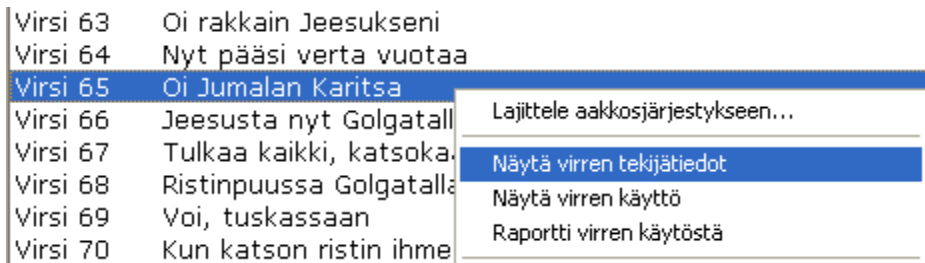 Virsi 63 Oi rakkain Jeesukseni
Virsi 64 Nyt pääsi verta vuotaa
Virsi 65 Oi Jumalan Karitsa
Virsi 66 Jeesusta nyt
Virsi 67 Tulkaa kaikki,
Virsi 68 Ristinpuussa Golgatalla
Virsi 69 Voi, tuskassaan
Virsi 70 Kun katson ristin
Lajittele aakkosjärjestykseen...
Näytä virren tekijätiedot
Näytä virren käyttö
Raportti virren käytöstä